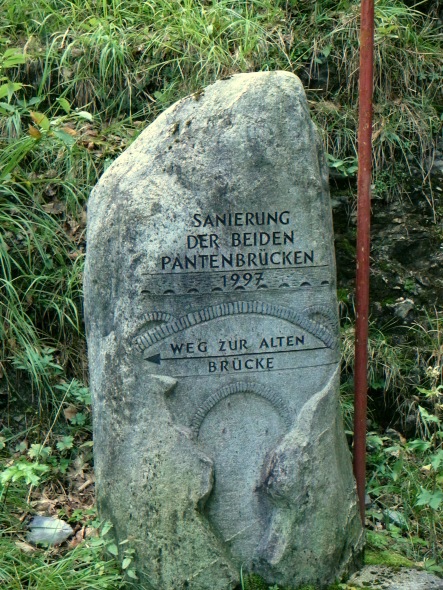 SANIERUNG
DER BEIDEN
PANTENBRÜCKEN
1997
WEG ZUR ALTEN
BRÜCKE